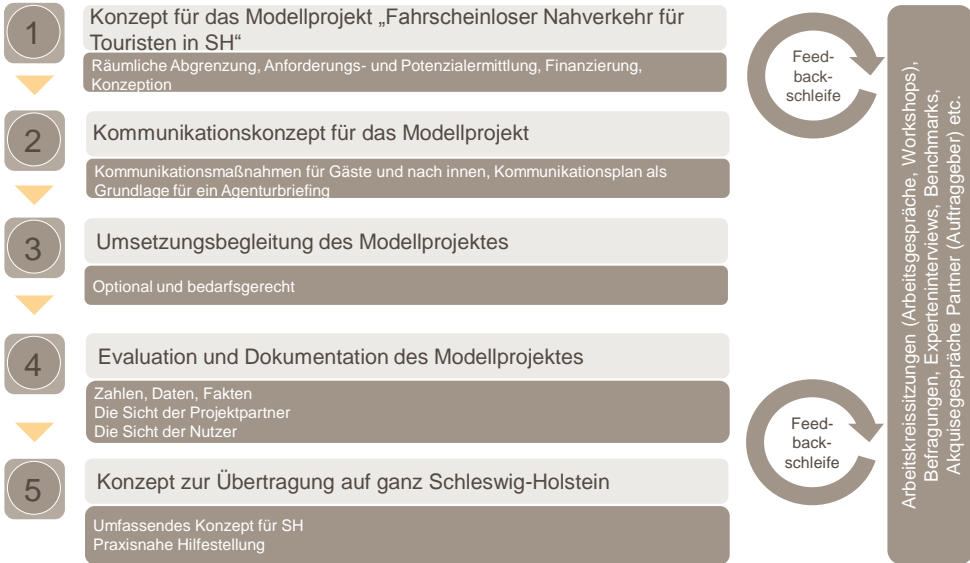 1
Konzept für das Modellprojekt „Fahrscheinloser Nahverkehr für
Touristen in SH“
Räumliche Abgrenzung, Anforderungs- und Potenzialermittlung, Finanzierung,
Konzeption
2
Kommunikationskonzept für das Modellprojekt
Kommunikationsmaßnahmen für Gäste und nach innen, Kommunikationsplan als
Grundlage für ein Agenturbriefing
3
Umsetzungsbegleitung des Modellprojektes
Optional und bedarfsgerecht
4
Evaluation und Dokumentation des Modellprojektes
Zahlen, Daten, Fakten
Die Sicht der Projektpartner
Die Sicht der Nutzer
5
Konzept zur Übertragung auf ganz Schleswig-Holstein
Umfassendes Konzept für SH
Praxisnahe Hilfestellung
Feed-
back-
schleife
Feed-
back-
schleife
Arbeitskreissitzungen (Arbeitsgespräche, Workshops),
Befragungen, Experteninterviews, Benchmarks,
Akquisegespräche Partner (Auftraggeber) etc.